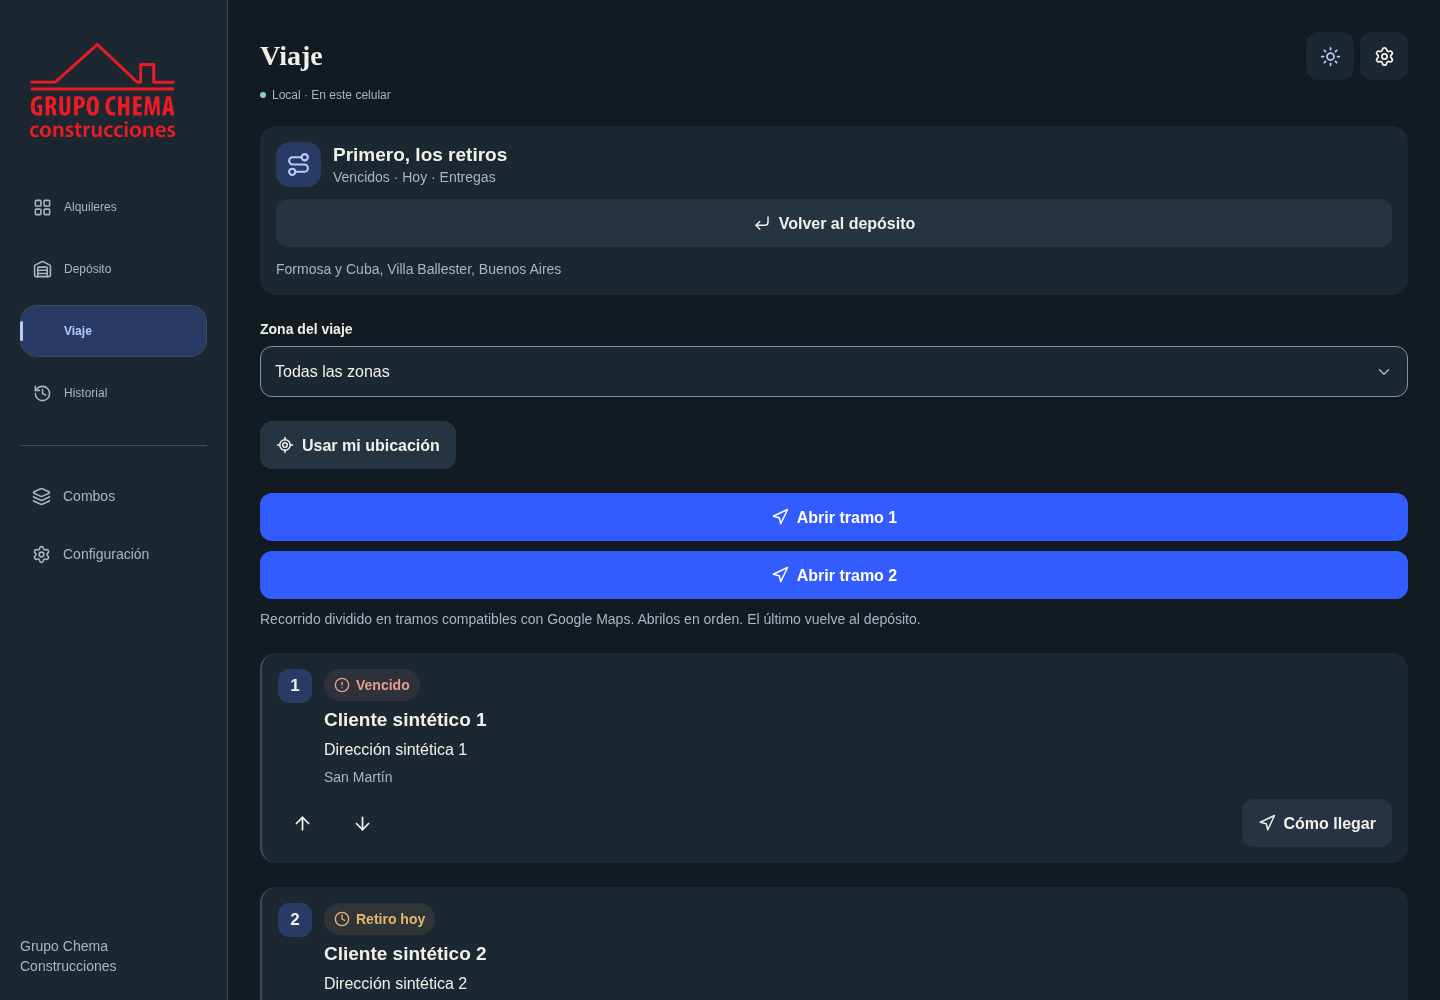 GRUPO CHEMA
construcciones
Alquileres
Depósito
Viaje
Historial
Combos
Configuración
Grupo Chema
Construcciones
Viaje
Local · En este celular
Primero, los retiros
Vencidos · Hoy · Entregas
Volver al depósito
Formosa y Cuba, Villa Ballester, Buenos Aires
Zona del viaje
Todas las zonas
Usar mi ubicación
Abrir tramo 1
Abrir tramo 2
Recorrido dividido en tramos compatibles con Google Maps. Abrilos en orden. El último vuelve al depósito.
1
Vencido
Cliente sintético 1
Dirección sintética 1
San Martín
Cómo llegar
2
Retiro hoy
Cliente sintético 2
Dirección sintética 2